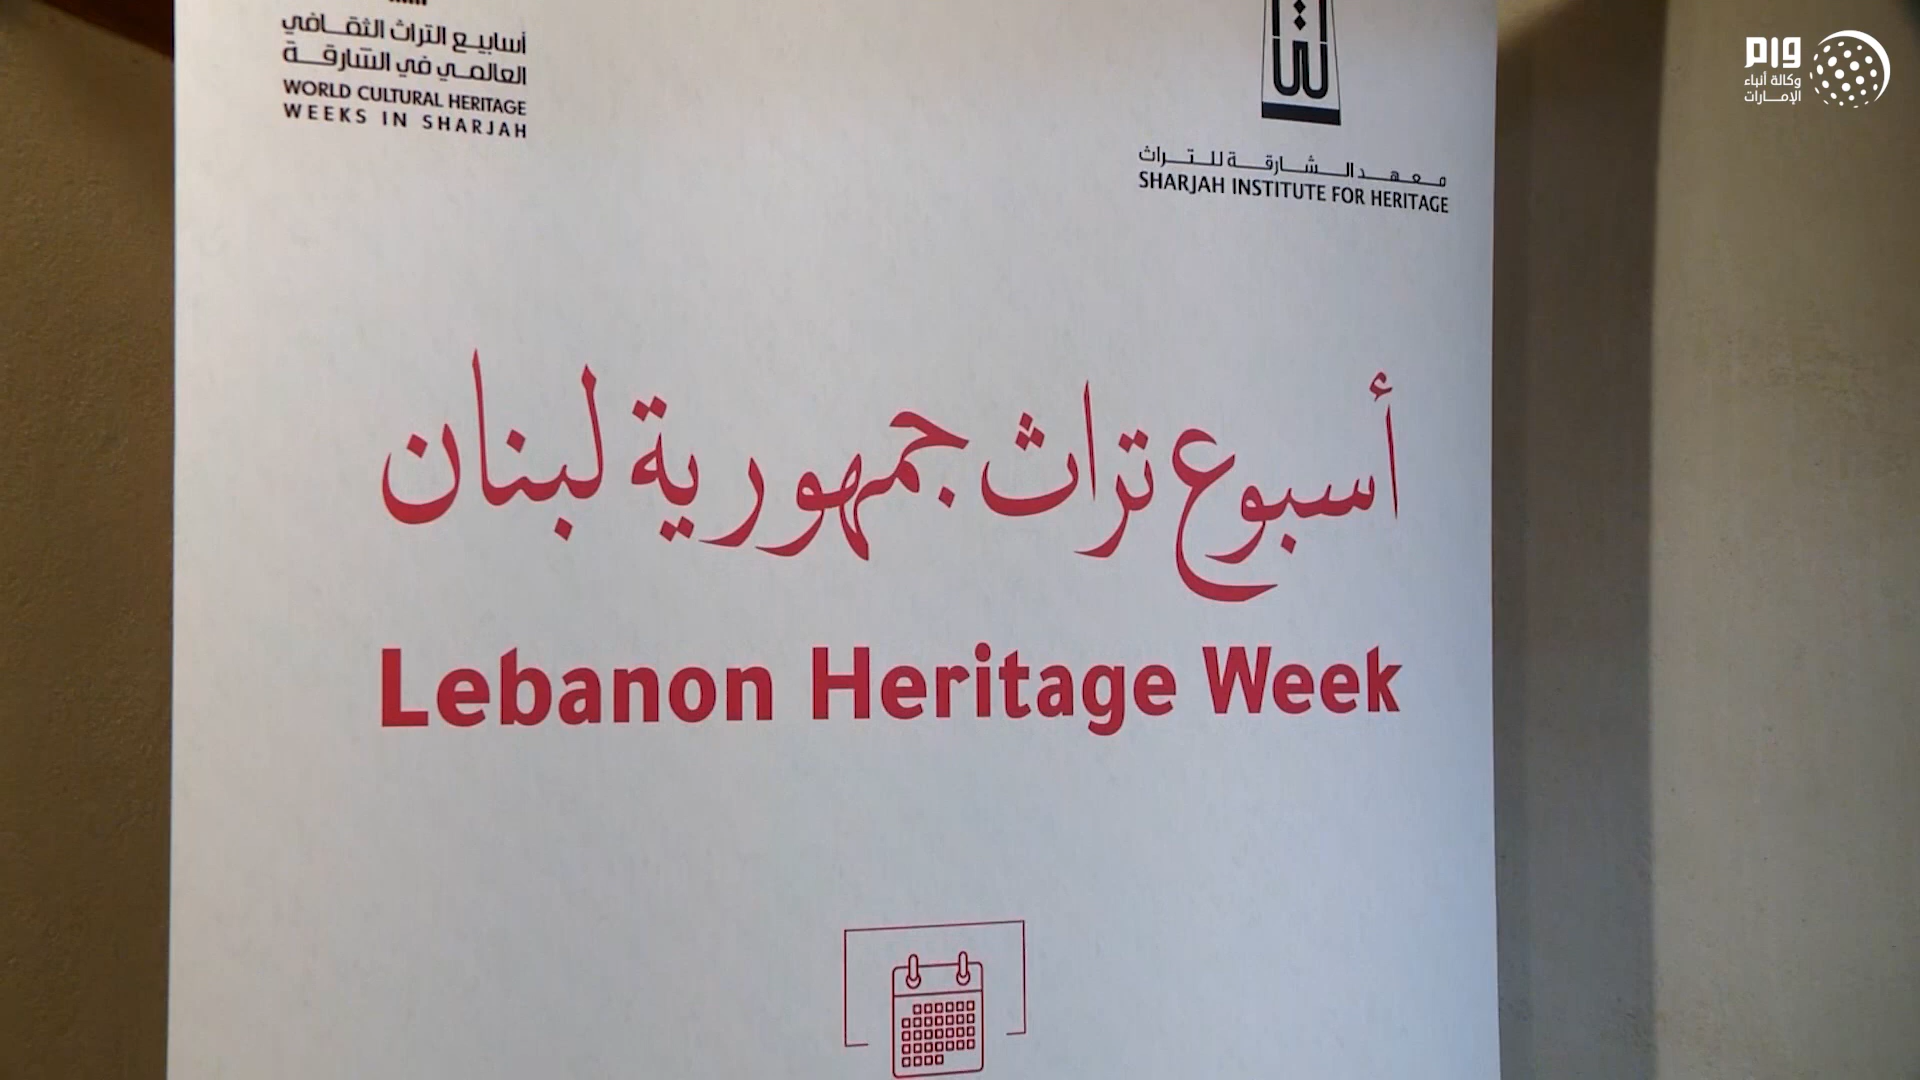 أسابيع التراث الثقافي
العالمي في الشارقة
WORLD CULTURAL HERITAGE
WEEKS IN SHARJAH
معهد الشارقة للتراث
SHARJAH INSTITUTE FOR HERITAGE
وام
وكالة أنباء
الإمارات
أسبوع تراث جمهورية لبنان
Lebanon Heritage Week